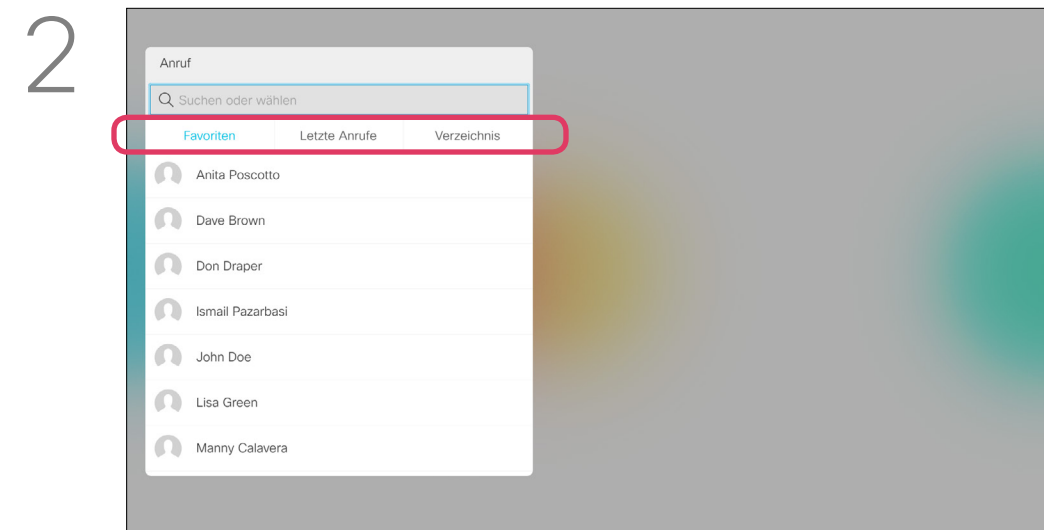 2
Anruf
Suchen oder wählen
Favoriten Letzte Anrufe Verzeichnis
Anita Poscotto
Dave Brown
Don Draper
Ismail Pazarbasi
John Doe
Lisa Green
Manny Calavera